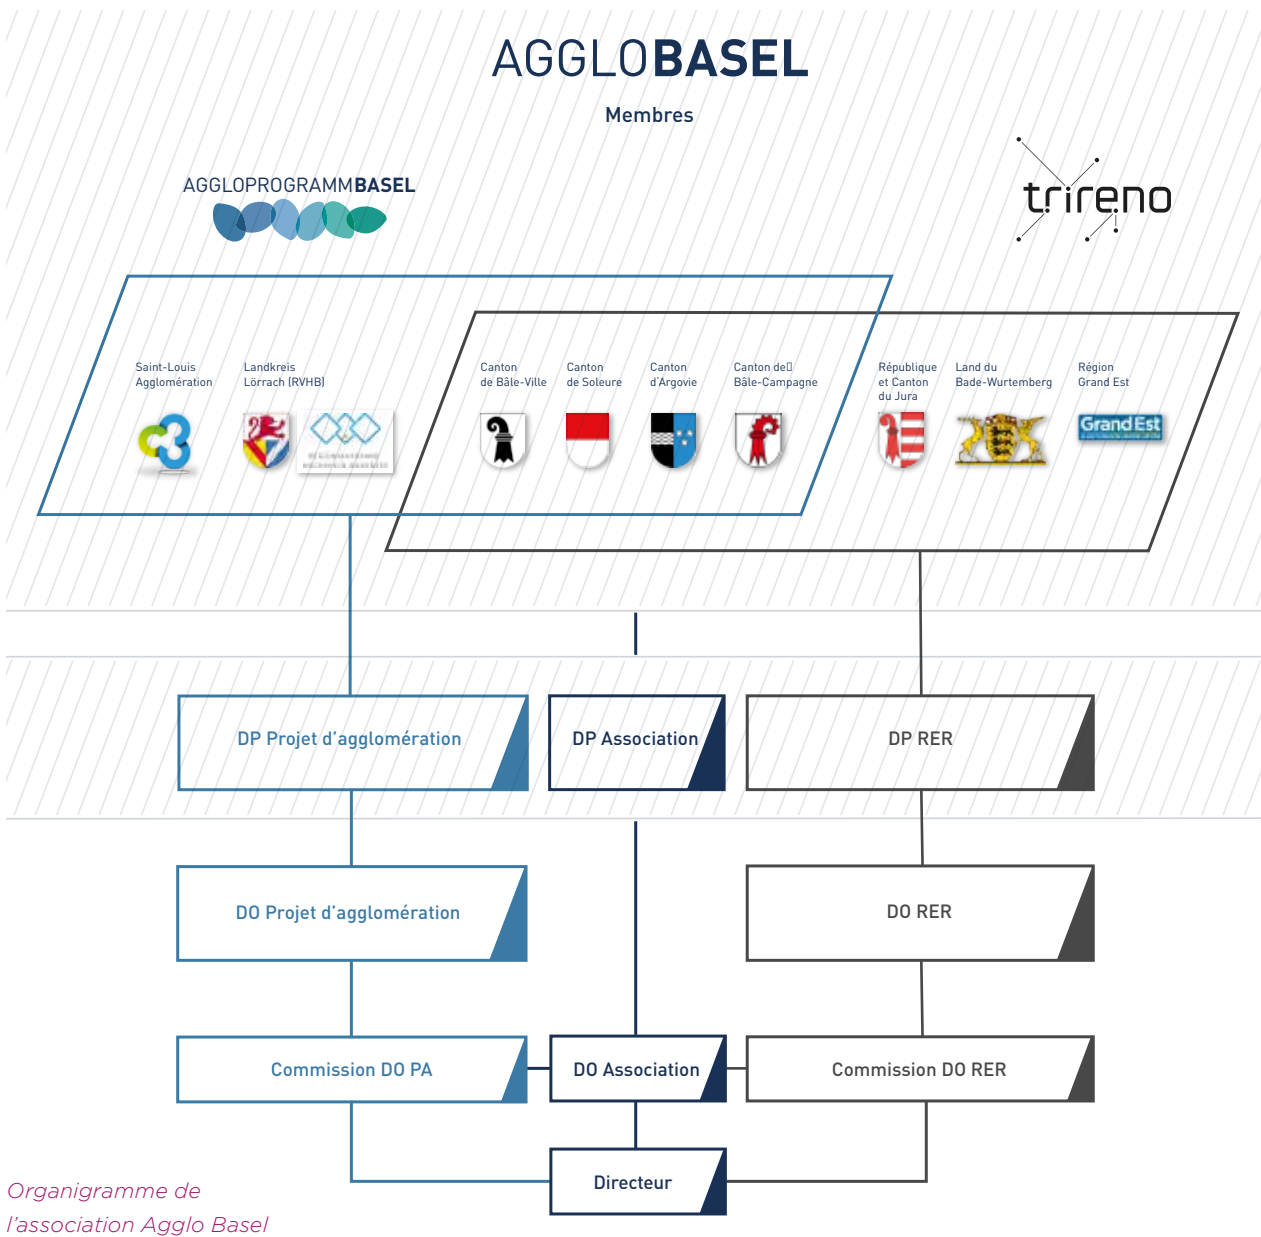 AGGLOBASEL
Membres
AGGLOPROGRAMMBASEL
trireno
Saint-Louis
Agglomération
Landkreis
Lörrach (RVHB)
Canton
de Bâle-Ville
Canton
de Soleure
Canton
d'Argovie
Canton de
Bâle-Campagne
République
et Canton
du Jura
Land du
Bade-Wurtemberg
Région
Grand Est
Grand Est
DP Projet d'agglomération
DP Association
DP RER
DO Projet d'agglomération
DO RER
Commission DO PA
DO Association
Commission DO RER
Directeur
Organigramme de
l'association Agglo Basel